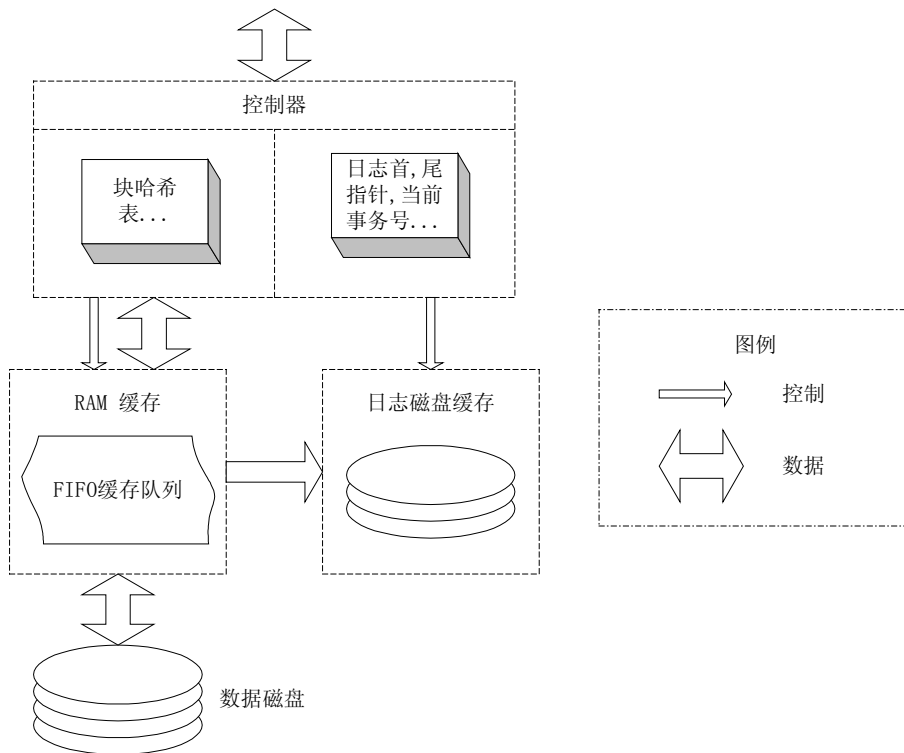 控制器
块哈希
表...
日志首,尾
指针,当前
事务号...
RAM 缓存
FIFO缓存队列
日志磁盘缓存
数据磁盘
图例
控制
数据